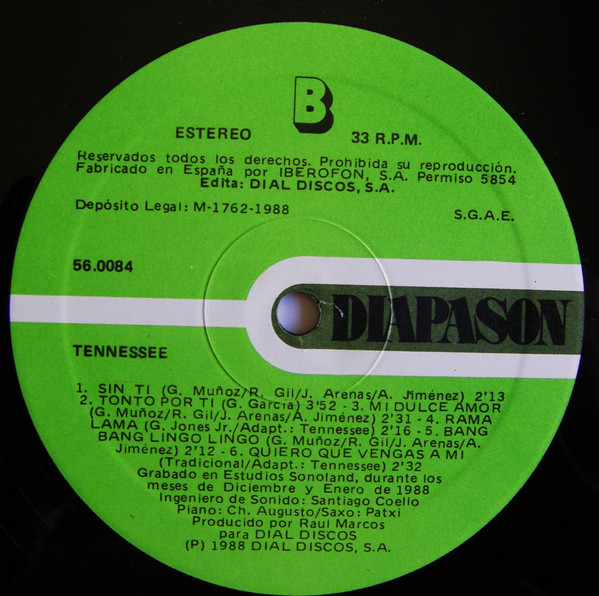 B
ESTEREO 33 R.P.M.
Reservados todos los derechos. Prohibida su reproducción.
Fabricado en España por IBEROFON, S.A. Permiso 5854
Edita: DIAL DISCOS, S.A.
Depósito Legal: M-1762-1988 S.G.A.E.
56.0084
DIAPASON
TENNESSEE
1. SIN TI (G. Muñoz/R. Gil/J. Arenas/A. Jiménez) 2'13
2. TONTO POR TI (G. García) 3'52 - 3. MI DULCE AMOR
(G. Muñoz/R. Gil/J. Arenas/A. Jiménez) 2'31 - 4. RAMA
LAMA (G. Jones Jr./Adapt.: Tennessee) 2'16 - 5. BANG
BANG LINGO LINGO (G. Muñoz/R. Gil/J. Arenas/A.
Jiménez) 2'12 - 6. QUIERO QUE VENGAS A MI
(Tradicional/Adapt.: Tennessee) 2'32
Grabado en Estudios Sonoland, durante los
meses de Diciembre y Enero de 1988
Ingeniero de Sonido: Santiago Coello
Piano: Ch. Augusto/Saxo: Patxi
Producido por Raul Marcos
para DIAL DISCOS
(P) 1988 DIAL DISCOS, S.A.